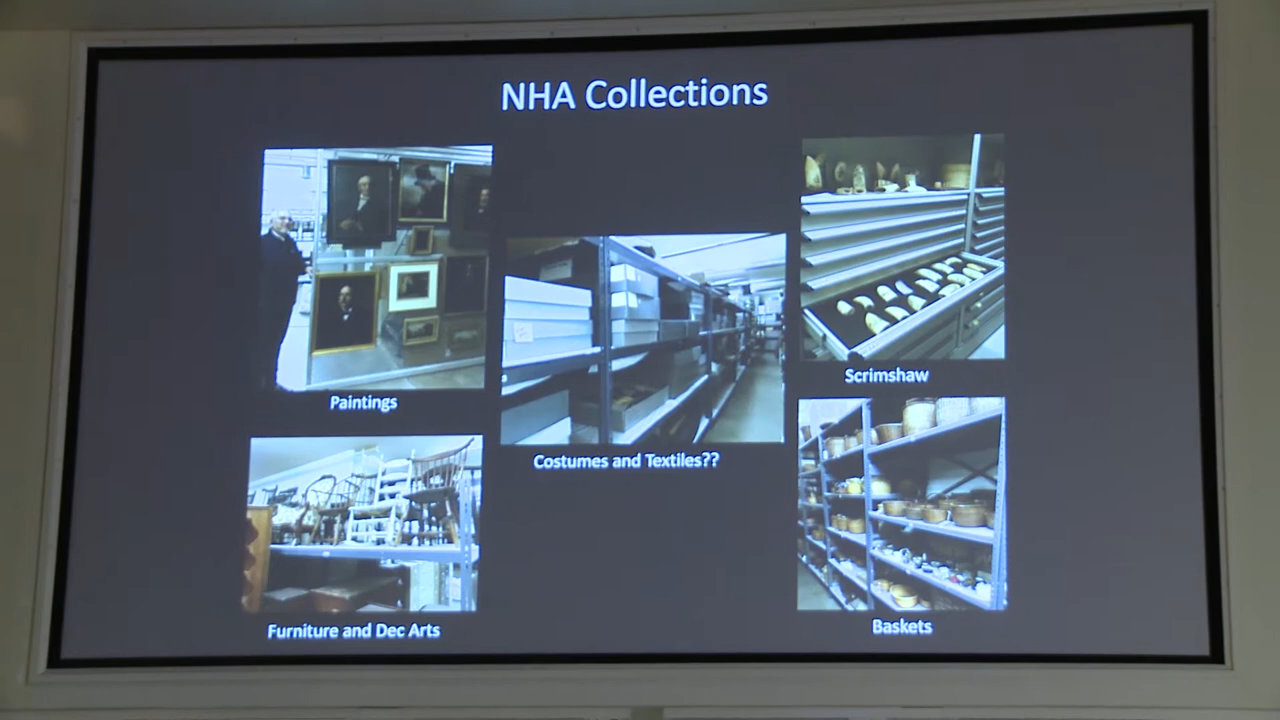 NHA Collections
Paintings
Costumes and Textiles??
Scrimshaw
Furniture and Dec Arts
Baskets